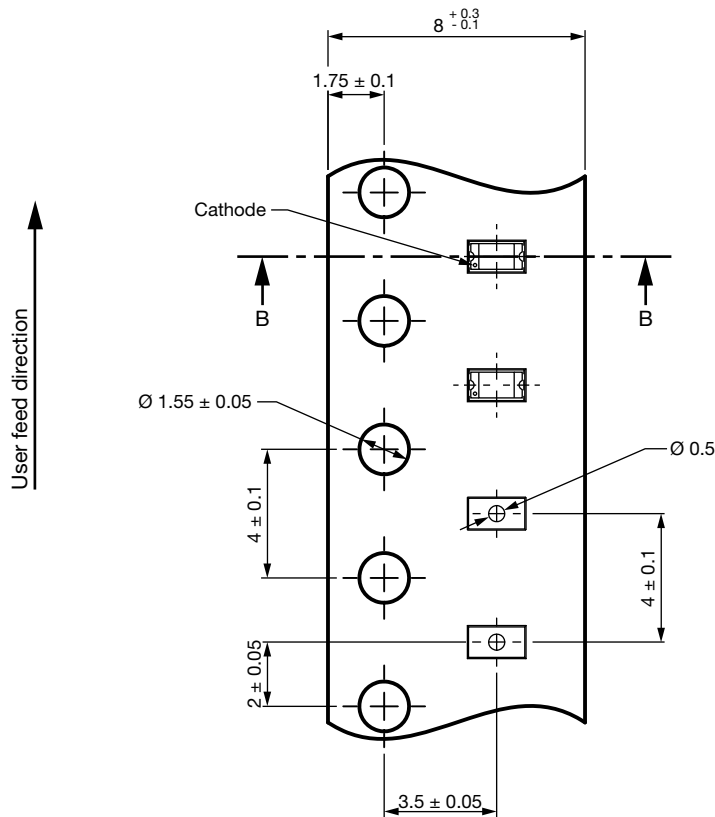 8 + 0.3
- 0.1
1.75 ± 0.1
Cathode
B
B
User feed direction
Ø 1.55 ± 0.05
Ø 0.5
4 ± 0.1
4 ± 0.1
2 ± 0.05
3.5 ± 0.05